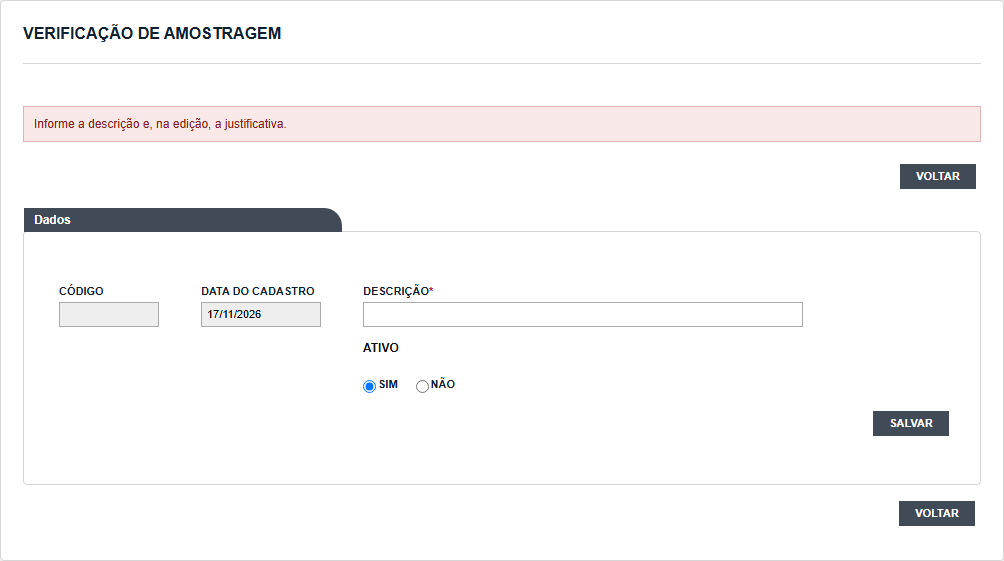 VERIFICAÇÃO DE AMOSTRAGEM
Informe a descrição e, na edição, a justificativa.
VOLTAR
Dados
CÓDIGO DATA DO CADASTRO DESCRIÇÃO*
17/11/2026
ATIVO
SIM NÃO
SALVAR
VOLTAR